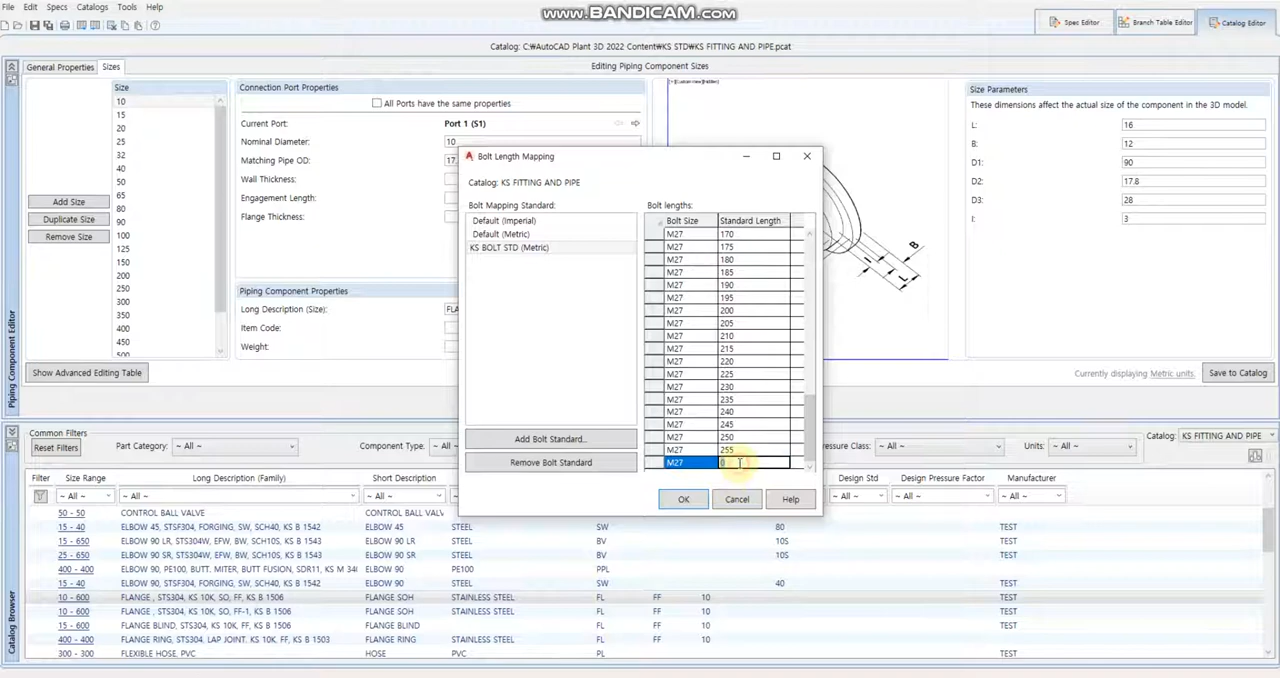 www.BANDICAM.com
File Edit Specs Catalogs Tools Help
Spec Editor
Branch Table Editor
Catalog Editor
Catalog: C:\AutoCAD Plant 3D 2022 Content\KS STD\KS FITTING AND PIPE.pcat
General Properties Sizes
Editing Piping Component Sizes
Size
10
15
20
25
32
40
50
65
80
90
100
125
150
200
250
300
350
400
450
500
Add Size
Duplicate Size
Remove Size
Connection Port Properties
All Ports have the same properties
Current Port: Port 1 (S1)
Nominal Diameter: 10
Matching Pipe OD: 17.
Wall Thickness:
Engagement Length:
Flange Thickness:
Piping Component Properties
Long Description (Size): FLA
Item Code:
Weight:
Bolt Length Mapping
Catalog: KS FITTING AND PIPE
Bolt Mapping Standard:
Default (Imperial)
Default (Metric)
KS BOLT STD (Metric)
Add Bolt Standard...
Remove Bolt Standard
Bolt lengths:
Bolt Size Standard Length
M27 170
M27 175
M27 180
M27 185
M27 190
M27 195
M27 200
M27 205
M27 210
M27 215
M27 220
M27 225
M27 230
M27 235
M27 240
M27 245
M27 250
M27 255
M27 0
OK Cancel Help
B
L
I
Size Parameters
These dimensions affect the actual size of the component in the 3D model.
L: 16
B: 12
D1: 90
D2: 17.8
D3: 28
I: 3
Show Advanced Editing Table
Currently displaying Metric units.
Save to Catalog
Piping Component Editor
Common Filters
Reset Filters
Part Category: ~ All ~
Component Type: ~ All
ure Class: ~ All ~
Units: ~ All ~
Catalog: KS FITTING AND PIPE
Filter Size Range Long Description (Family) Short Description Design Std Design Pressure Factor Manufacturer
~ All ~ ~ All ~ ~ All ~ ~ All ~ ~ All ~ ~ All ~
50 - 50 CONTROL BALL VALVE CONTROL BALL V
15 - 40 ELBOW 45, STSF304, FORGING, SW, SCH40, KS B 1542 ELBOW 45 STEEL SW 80 TEST
15 - 650 ELBOW 90 LR, STS304W, EFW, BW, SCH10S, KS B 1543 ELBOW 90 LR STEEL BV 10S TEST
25 - 650 ELBOW 90 SR, STS304W, EFW, BW, SCH10S, KS B 1543 ELBOW 90 SR STEEL BV 10S TEST
400 - 400 ELBOW 90, PE100, BUTT, MITER, BUTT FUSION, SDR11, KS M 34( ELBOW 90 PE100 PPL TEST
15 - 40 ELBOW 90, STSF304, FORGING, SW, SCH40, KS B 1542 ELBOW 90 STEEL SW 40 TEST
10 - 600 FLANGE , STS304, KS 10K, SO, FF, KS B 1506 FLANGE SOH STAINLESS STEEL FL FF 10 TEST
10 - 600 FLANGE , STS304, KS 10K, SO, FF-1, KS B 1506 FLANGE SOH STAINLESS STEEL FL FF 10 TEST
15 - 600 FLANGE BLIND, STS304, KS 10K, FF, KS B 1506 FLANGE BLIND FL FF 10 TEST
400 - 400 FLANGE RING, STS304, LAP JOINT. KS 10K, FF, KS B 1503 FLANGE RING STAINLESS STEEL FL FF 10 TEST
300 - 300 FLEXIBLE HOSE, PVC HOSE PVC PL TEST
Catalog Browser